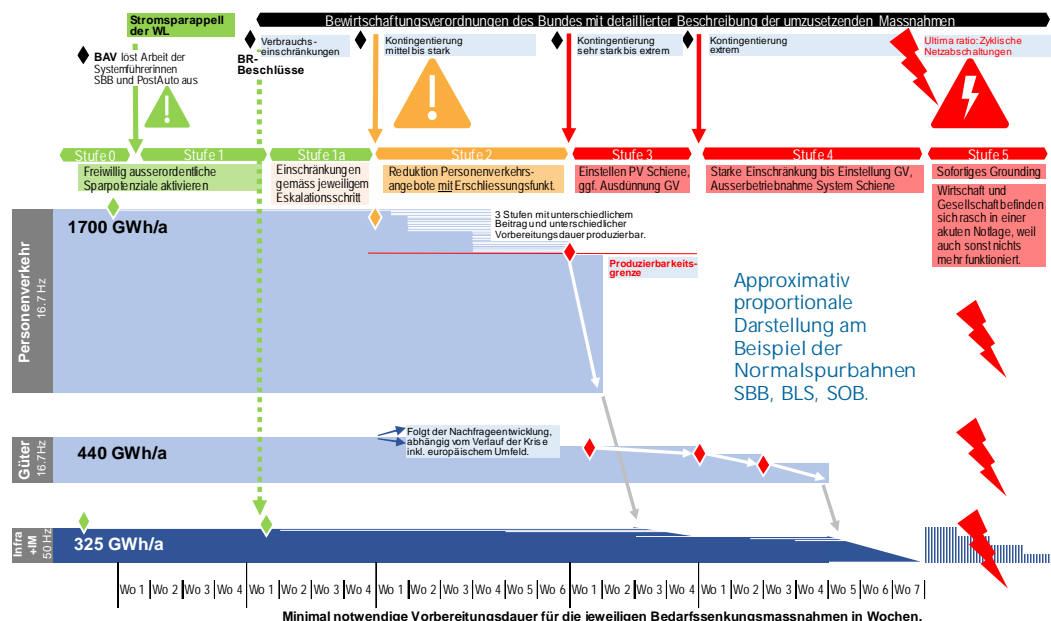 Bewirtschaftungsverordnungen des Bundes mit detaillierter Beschreibung der umzusetzenden Massnahmen
Stromsparappell
der WL
BAV löst Arbeit der
Systemführerinnen
SBB und PostAuto aus
Verbrauchs-
einschränkungen
BR-
Beschlüsse
Kontingentierung
mittel bis stark
Kontingentierung
sehr stark bis extrem
Kontingentierung
extrem
Ultima ratio: Zyklische
Netzabschaltungen
Stufe 0
Stufe 1
Stufe 1a
Stufe 2
Stufe 3
Stufe 4
Stufe 5
Freiwillig ausserordentliche
Sparpotenziale aktivieren
Einschränkungen
gemäss jeweiligem
Eskalationsschritt
Reduktion Personenverkehrs-
angebote mit Erschliessungsfunkt.
Einstellen PV Schiene,
ggf. Ausdünnung GV
Starke Einschränkung bis Einstellung GV,
Ausserbetriebnahme System Schiene
Sofortiges Grounding
Wirtschaft und
Gesellschaft befinden
sich rasch in einer
akuten Notlage, weil
auch sonst nichts
mehr funktioniert.
Personenverkehr
16.7 Hz
1700 GWh/a
3 Stufen mit unterschiedlichem
Beitrag und unterschiedlicher
Vorbereitungsdauer produzierbar.
Produzierbarkeits-
grenze
Approximativ
proportionale
Darstellung am
Beispiel der
Normalspurbahnen
SBB, BLS, SOB.
Güter
16.7Hz
440 GWh/a
Folgt der Nachfrageentwicklung,
abhängig vom Verlauf der Krise
inkl. europäischem Umfeld.
Infra
+IM
50 Hz
325 GWh/a
Wo 1 Wo 2 Wo 3 Wo 4 Wo 1 Wo 2 Wo 3 Wo 4 Wo 1 Wo 2 Wo 3 Wo 4 Wo 5 Wo 6 Wo 1 Wo 2 Wo 3 Wo 4 Wo 1 Wo 2 Wo 3 Wo 4 Wo 5 Wo 6 Wo 7
Minimal notwendige Vorbereitungsdauer für die jeweiligen Bedarfssenkungsmassnahmen in Wochen.